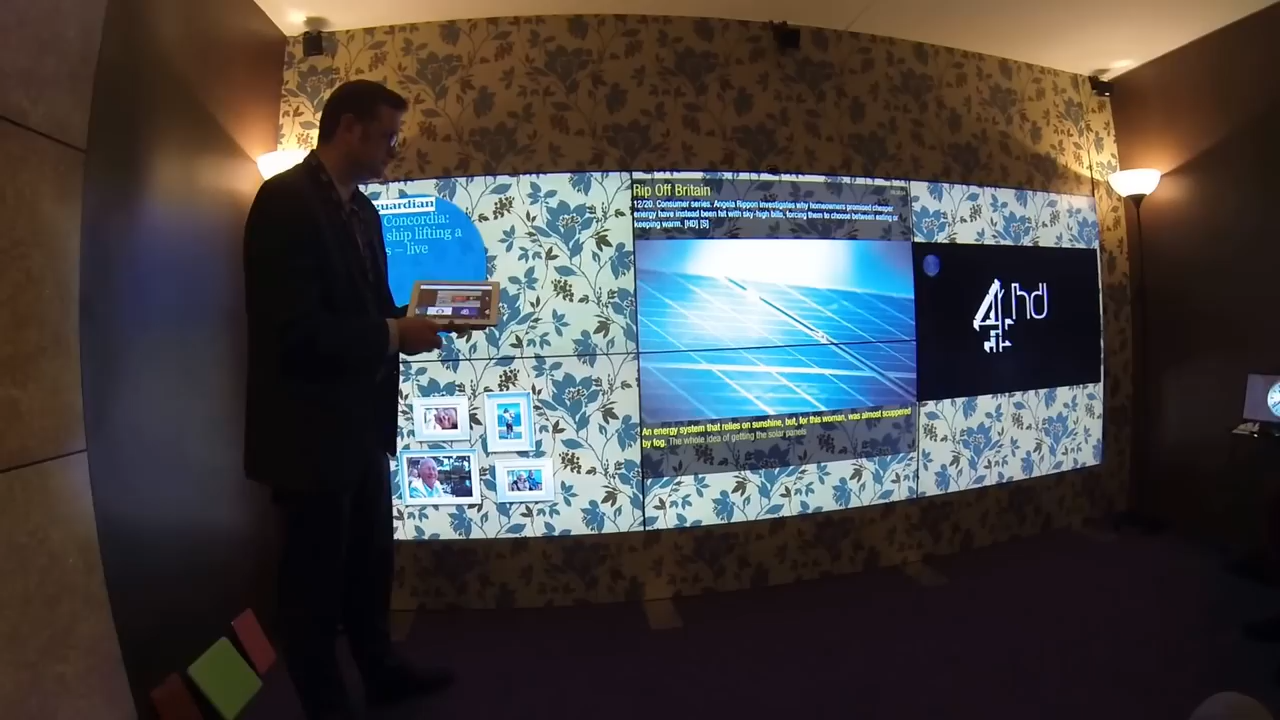 guardian
Concordia:
ship lifting a
s – live
Rip Off Britain
12/20. Consumer series. Angela Rippon investigates why homeowners promised cheaper
energy have instead been hit with sky-high bills, forcing them to choose between eating or
keeping warm. [HD] [S]
An energy system that relies on sunshine, but, for this woman, was almost scuppered
by fog. The whole idea of getting the solar panels
4hd